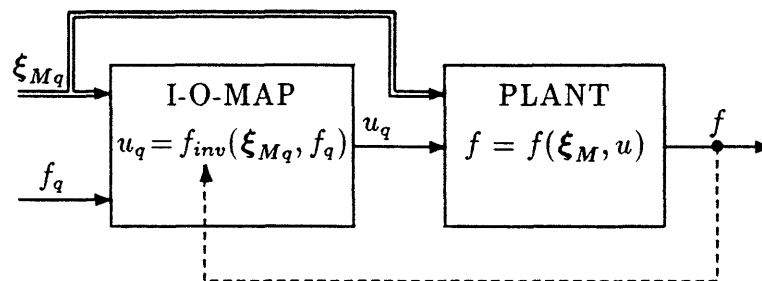 ξ_Mq
I-O-MAP
u_q = f_inv(ξ_Mq, f_q)
f_q
u_q
PLANT
f = f(ξ_M, u)
f